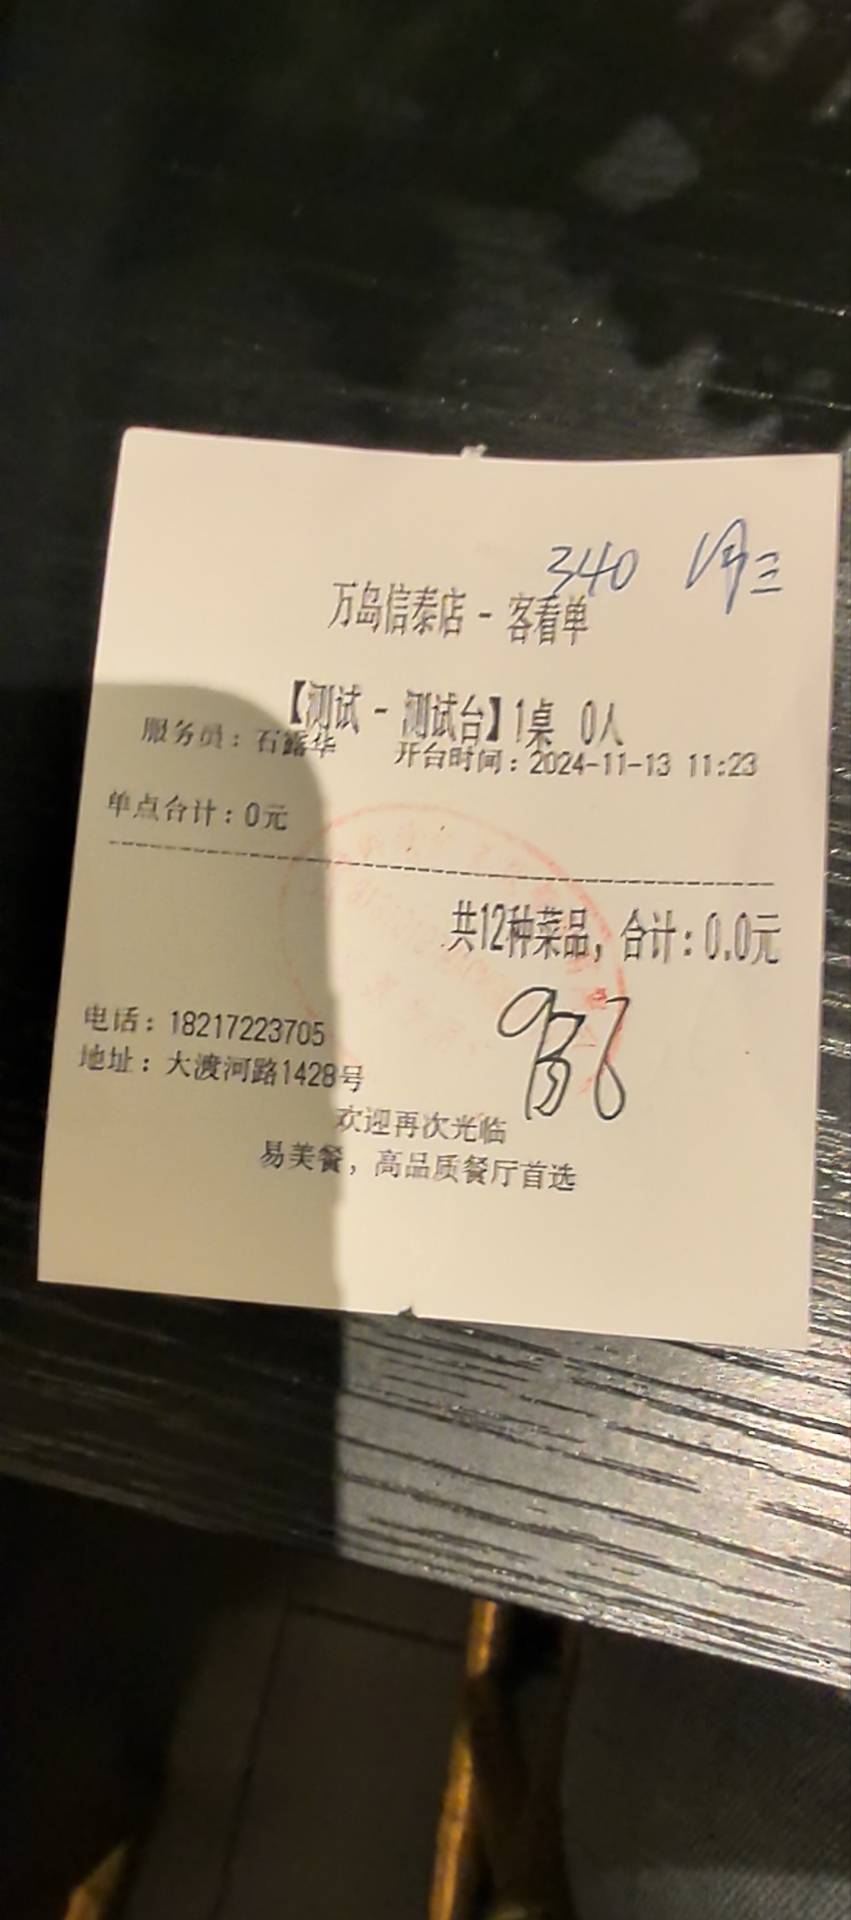 340 周三
万岛信泰店 - 客看单
【测试 - 测试台】1桌 0人
服务员：石露华 开台时间：2024-11-13 11:23
单点合计：0元
共12种菜品，合计：0.0元
电话：18217223705
地址：大渡河路1428号
欢迎再次光临
易美餐，高品质餐厅首选